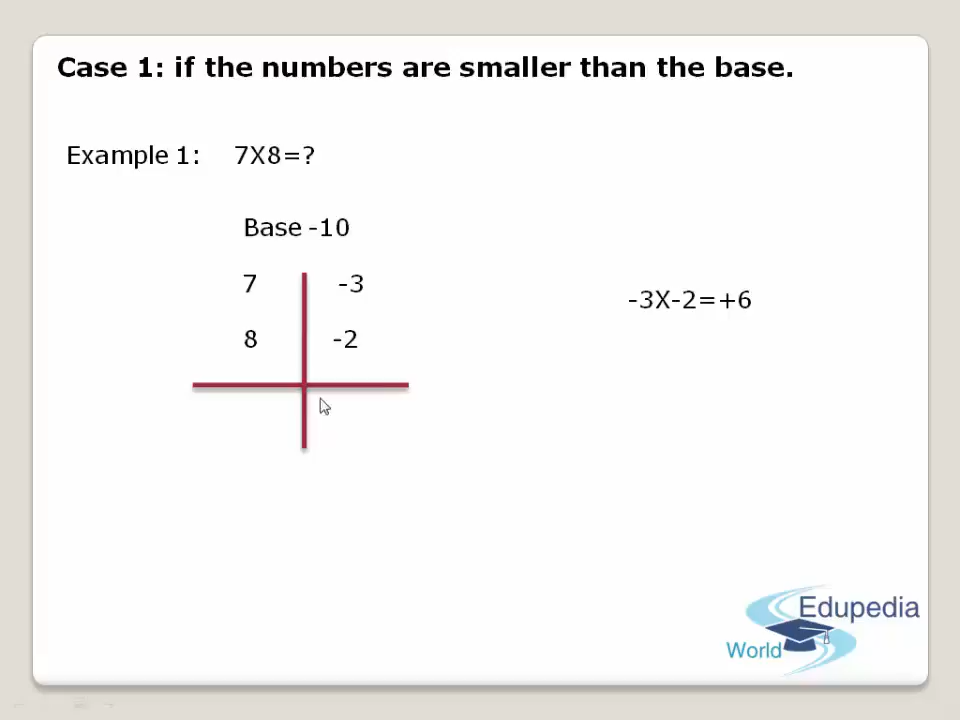 Case 1: if the numbers are smaller than the base.
Example 1: 7X8=?
Base -10
7 -3
-3X-2=+6
8 -2
Edupedia
World